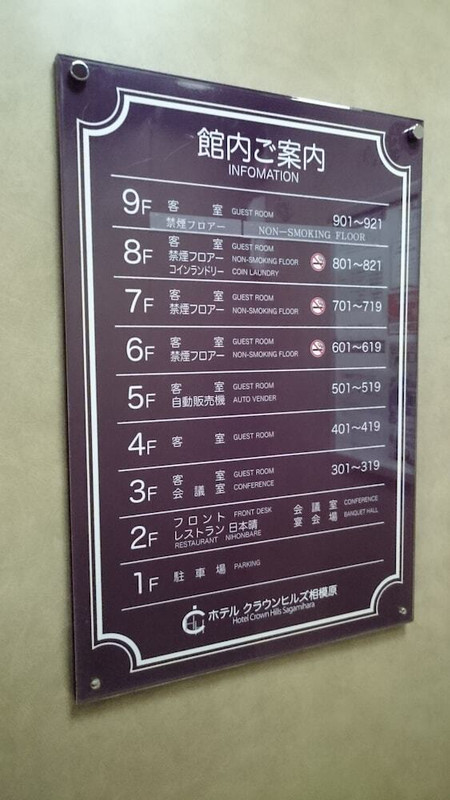 館内ご案内
INFOMATION
9F 客室 GUEST ROOM 901〜921
禁煙フロアー NON-SMOKING FLOOR
8F 客室 GUEST ROOM
禁煙フロアー NON-SMOKING FLOOR 801〜821
コインランドリー COIN LAUNDRY
7F 客室 GUEST ROOM
禁煙フロアー NON-SMOKING FLOOR 701〜719
6F 客室 GUEST ROOM
禁煙フロアー NON-SMOKING FLOOR 601〜619
5F 客室 GUEST ROOM 501〜519
自動販売機 AUTO VENDER
4F 客室 GUEST ROOM 401〜419
3F 客室 GUEST ROOM 301〜319
会議室 CONFERENCE
2F フロント FRONT DESK 会議室 CONFERENCE
レストラン 日本晴 宴会場 BANQUET HALL
RESTAURANT NIHONBARE
1F 駐車場 PARKING
ホテル クラウンヒルズ相模原
Hotel Crown Hills Sagamihara